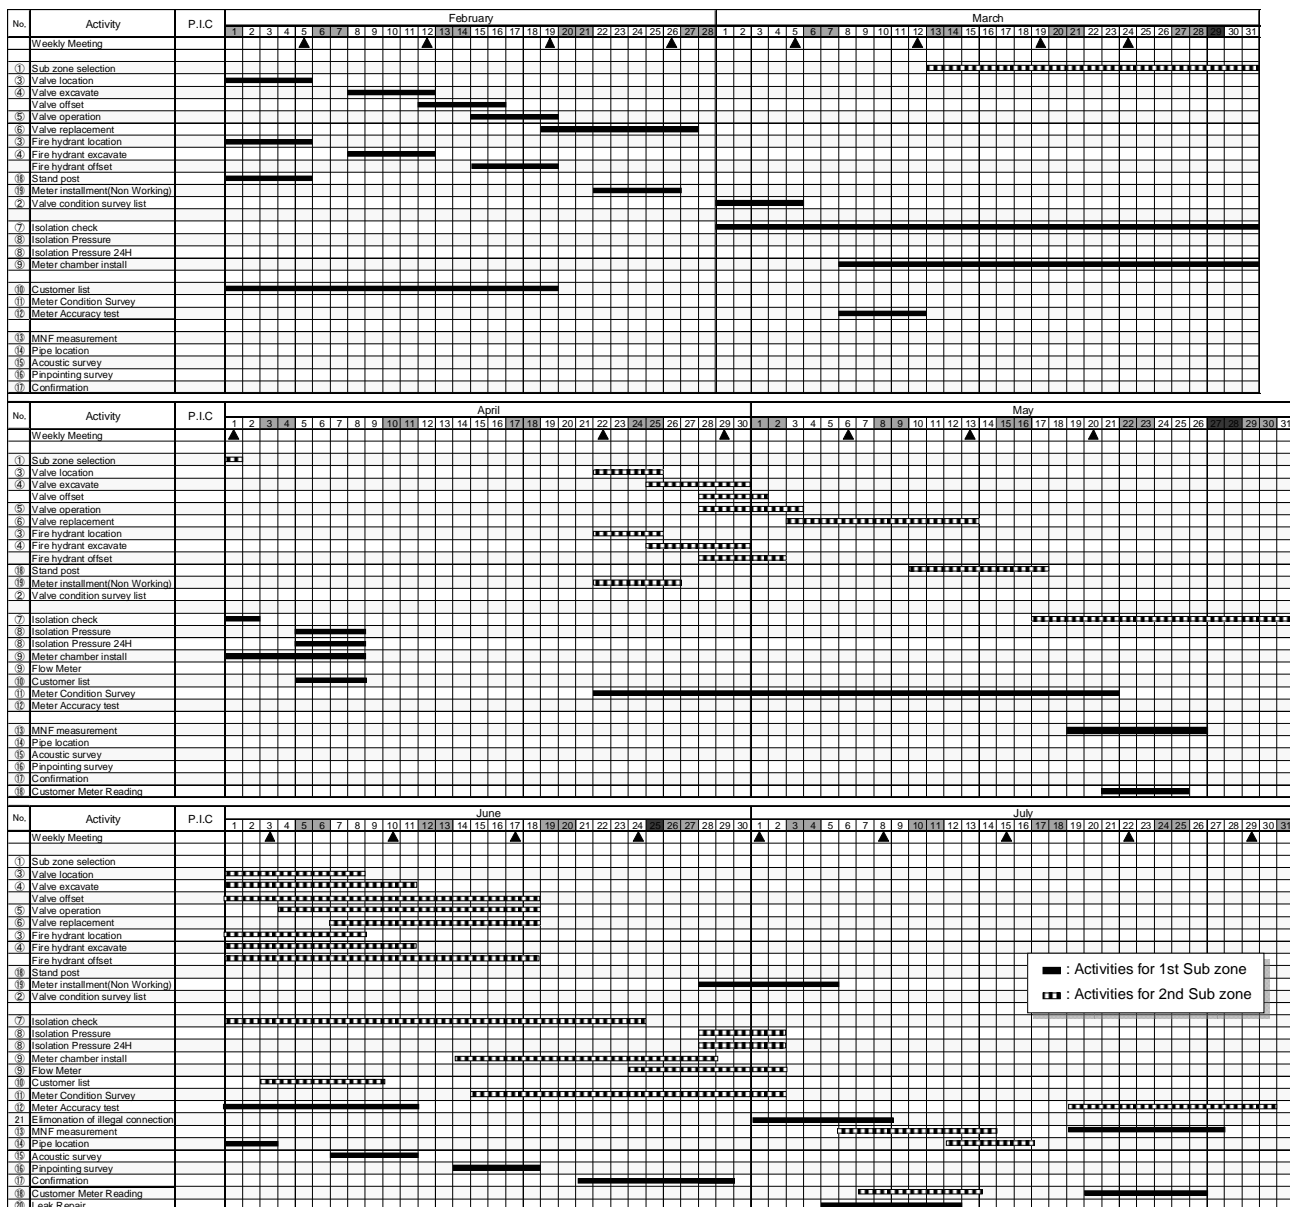 No. Activity P.I.C February March
1 2 3 4 5 6 7 8 9 10 11 12 13 14 15 16 17 18 19 20 21 22 23 24 25 26 27 28 1 2 3 4 5 6 7 8 9 10 11 12 13 14 15 16 17 18 19 20 21 22 23 24 25 26 27 28 29 30 31
Weekly Meeting
① Sub zone selection
③ Valve location
④ Valve excavate
Valve offset
⑤ Valve operation
⑥ Valve replacement
③ Fire hydrant location
④ Fire hydrant excavate
Fire hydrant offset
⑱ Stand post
⑲ Meter installment(Non Working)
② Valve condition survey list
⑦ Isolation check
⑧ Isolation Pressure
⑧ Isolation Pressure 24H
⑨ Meter chamber install
⑩ Customer list
⑪ Meter Condition Survey
⑫ Meter Accuracy test
⑬ MNF measurement
⑭ Pipe location
⑮ Acoustic survey
⑯ Pinpointing survey
⑰ Confirmation
No. Activity P.I.C April May
1 2 3 4 5 6 7 8 9 10 11 12 13 14 15 16 17 18 19 20 21 22 23 24 25 26 27 28 29 30 1 2 3 4 5 6 7 8 9 10 11 12 13 14 15 16 17 18 19 20 21 22 23 24 25 26 27 28 29 30 31
Weekly Meeting
① Sub zone selection
③ Valve location
④ Valve excavate
Valve offset
⑤ Valve operation
⑥ Valve replacement
③ Fire hydrant location
④ Fire hydrant excavate
Fire hydrant offset
⑱ Stand post
⑲ Meter installment(Non Working)
② Valve condition survey list
⑦ Isolation check
⑧ Isolation Pressure
⑧ Isolation Pressure 24H
⑨ Meter chamber install
⑨ Flow Meter
⑩ Customer list
⑪ Meter Condition Survey
⑫ Meter Accuracy test
⑬ MNF measurement
⑭ Pipe location
⑮ Acoustic survey
⑯ Pinpointing survey
⑰ Confirmation
⑱ Customer Meter Reading
No. Activity P.I.C June July
1 2 3 4 5 6 7 8 9 10 11 12 13 14 15 16 17 18 19 20 21 22 23 24 25 26 27 28 29 30 1 2 3 4 5 6 7 8 9 10 11 12 13 14 15 16 17 18 19 20 21 22 23 24 25 26 27 28 29 30 31
Weekly Meeting
① Sub zone selection
③ Valve location
④ Valve excavate
Valve offset
⑤ Valve operation
⑥ Valve replacement
③ Fire hydrant location
④ Fire hydrant excavate
Fire hydrant offset
⑱ Stand post
: Activities for 1st Sub zone
⑲ Meter installment(Non Working)
② Valve condition survey list
: Activities for 2nd Sub zone
⑦ Isolation check
⑧ Isolation Pressure
⑧ Isolation Pressure 24H
⑨ Meter chamber install
⑨ Flow Meter
⑩ Customer list
⑪ Meter Condition Survey
⑫ Meter Accuracy test
21 Elimonation of illegal connection
⑬ MNF measurement
⑭ Pipe location
⑮ Acoustic survey
⑯ Pinpointing survey
⑰ Confirmation
⑱ Customer Meter Reading
⑳ Leak Repair